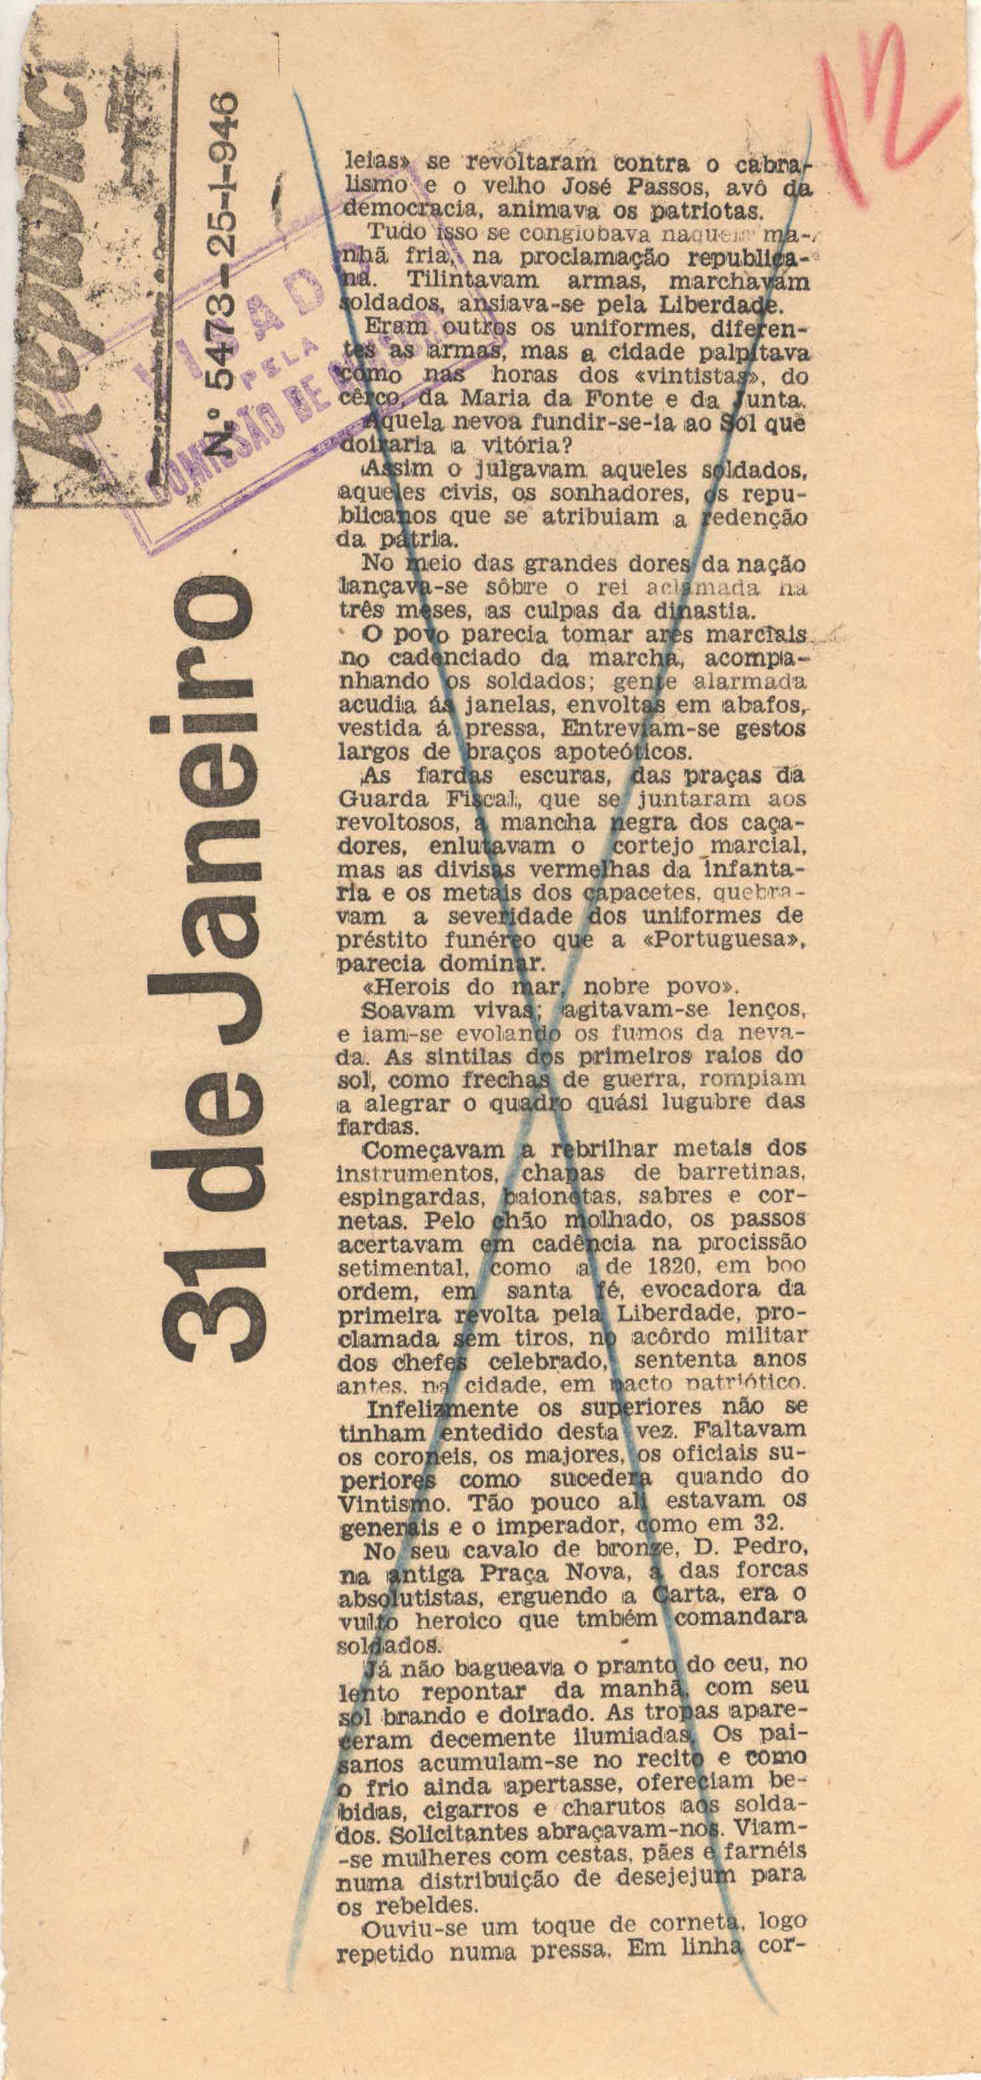 12
República
N.º 5473-25-1-946
VISADO
PELA
COMISSÃO DE
31 de Janeiro
leias» se revoltaram contra o cabra-
lismo e o velho José Passos, avô da
democracia, animava os patriotas.
Tudo isso se conglobava naquela ma-
nhã fria, na proclamação republica-
na. Tilintavam armas, marchavam
soldados, ansiava-se pela Liberdade.
Eram outros os uniformes, diferen-
tes as armas, mas a cidade palpitava
como nas horas dos «vintistas», do
cêrco, da Maria da Fonte e da Junta.
Aquela nevoa fundir-se-ia ao Sol que
doiraria a vitória?
Assim o julgavam aqueles soldados,
aqueles civis, os sonhadores, os repu-
blicanos que se atribuiam a redenção
da pátria.
No meio das grandes dores da nação
lançava-se sôbre o rei aclamada há
três meses, as culpas da dinastia.
O povo parecia tomar ares marciais
no cadenciado da marcha, acompa-
nhando os soldados; gente alarmada
acudia ás janelas, envoltas em abafos,
vestida á pressa, Entreviam-se gestos
largos de braços apoteóticos.
As fardas escuras, das praças da
Guarda Fiscal, que se juntaram aos
revoltosos, a mancha negra dos caça-
dores, enlutavam o cortejo marcial,
mas as divisas vermelhas da infanta-
ria e os metais dos capacetes, quebra-
vam a severidade dos uniformes de
préstito funéreo que a «Portuguesa»,
parecia dominar.
«Herois do mar, nobre povo».
Soavam vivas; agitavam-se lenços,
e iam-se evolando os fumos da neva-
da. As sintilas dos primeiros raios do
sol, como frechas de guerra, rompiam
a alegrar o quadro quási lugubre das
fardas.
Começavam a rebrilhar metais dos
instrumentos, chapas de barretinas,
espingardas, baionetas, sabres e cor-
netas. Pelo chão molhado, os passos
acertavam em cadência na procissão
setimental, como a de 1820, em boo
ordem, em santa fé, evocadora da
primeira revolta pela Liberdade, pro-
clamada sem tiros, no acôrdo militar
dos chefes celebrado, sententa anos
antes, na cidade, em pacto patriótico.
Infelizmente os superiores não se
tinham entedido desta vez. Faltavam
os coroneis, os majores, os oficiais su-
periores como sucedera quando do
Vintismo. Tão pouco ali estavam os
generais e o imperador, como em 32.
No seu cavalo de bronze, D. Pedro,
na antiga Praça Nova, a das forcas
absolutistas, erguendo a Carta, era o
vulto heroico que tmbém comandara
soldados.
Já não bagueava o pranto do ceu, no
lento repontar da manhã, com seu
sol brando e doirado. As tropas apare-
ceram decemente ilumiadas. Os pai-
sanos acumulam-se no recito e como
o frio ainda apertasse, ofereciam be-
bidas, cigarros e charutos aos solda-
dos. Solicitantes abraçavam-nos. Viam-
-se mulheres com cestas, pães e farnéis
numa distribuição de desejejum para
os rebeldes.
Ouviu-se um toque de corneta, logo
repetido numa pressa. Em linha cor-